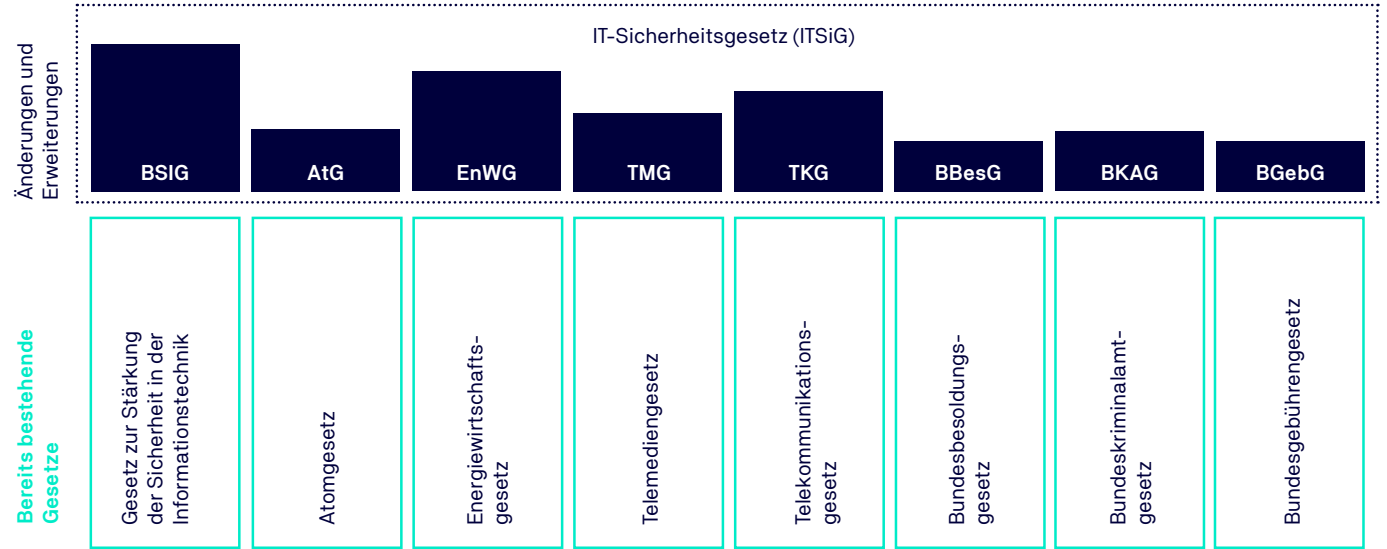 IT-Sicherheitsgesetz (ITSiG)
Änderungen und
Erweiterungen
BSIG
AtG
EnWG
TMG
TKG
BBesG
BKAG
BGebG
Bereits bestehende
Gesetze
Gesetz zur Stärkung
der Sicherheit in der
Informationstechnik
Atomgesetz
Energiewirtschafts-
gesetz
Telemediengesetz
Telekommunikations-
gesetz
Bundesbesoldungs-
gesetz
Bundeskriminalamt-
gesetz
Bundesgebührengesetz